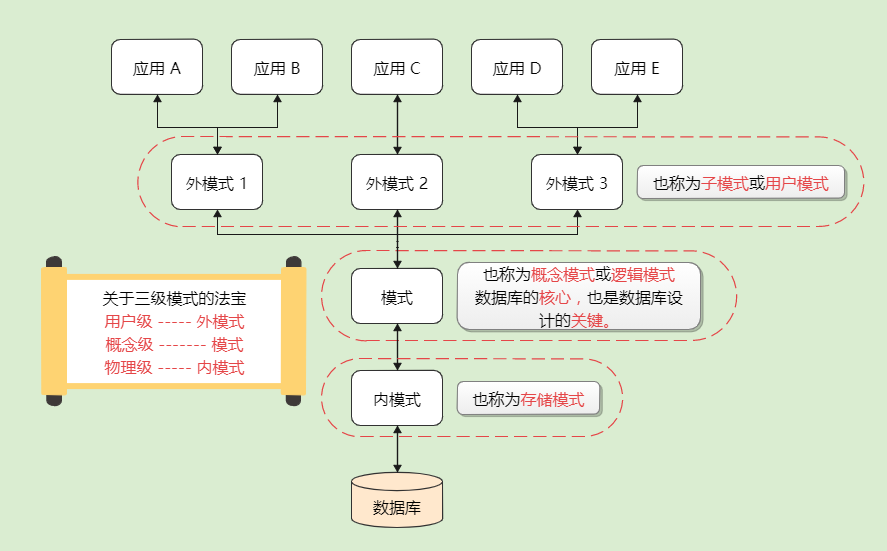 应用 A
应用 B
应用 C
应用 D
应用 E
外模式 1
外模式 2
外模式 3
也称为子模式或用户模式
关于三级模式的法宝
用户级 ----- 外模式
概念级 ------- 模式
物理级 ----- 内模式
模式
也称为概念模式或逻辑模式
数据库的核心，也是数据库设
计的关键。
内模式
也称为存储模式
数据库